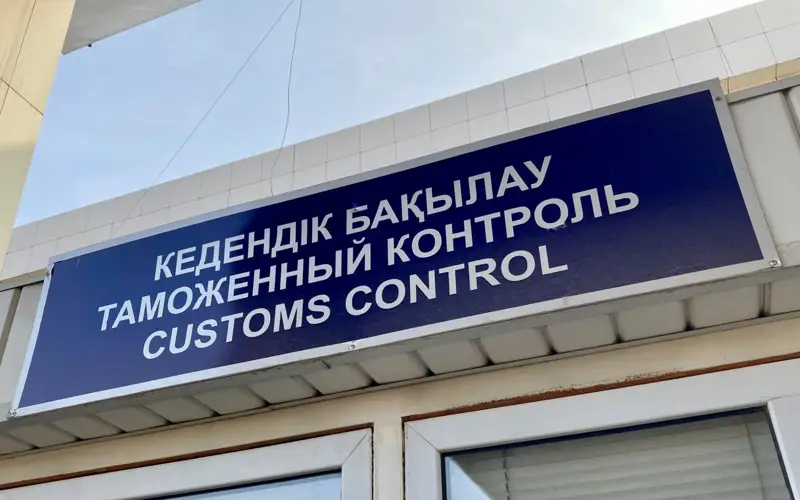 КЕДЕНДІК БАҚЫЛАУ
ТАМОЖЕННЫЙ КОНТРОЛЬ
CUSTOMS CONTROL